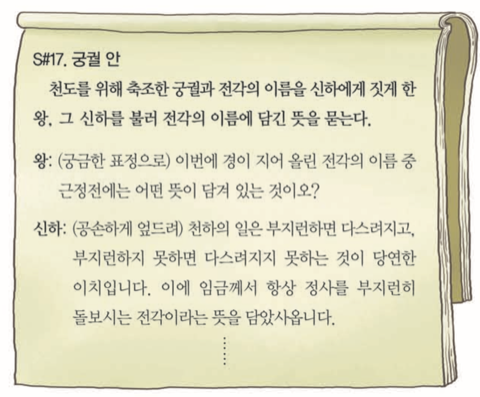 S#17. 궁궐 안
천도를 위해 축조한 궁궐과 전각의 이름을 신하에게 짓게 한
왕. 그 신하를 불러 전각의 이름에 담긴 뜻을 묻는다.
왕: (궁금한 표정으로) 이번에 경이 지어 올린 전각의 이름 중
근정전에는 어떤 뜻이 담겨 있는 것이오?
신하: (공손하게 엎드려) 천하의 일은 부지런하면 다스려지고,
부지런하지 못하면 다스려지지 못하는 것이 당연한
이치입니다. 이에 임금께서 항상 정사를 부지런히
돌보시는 전각이라는 뜻을 담았사옵니다.
⋮